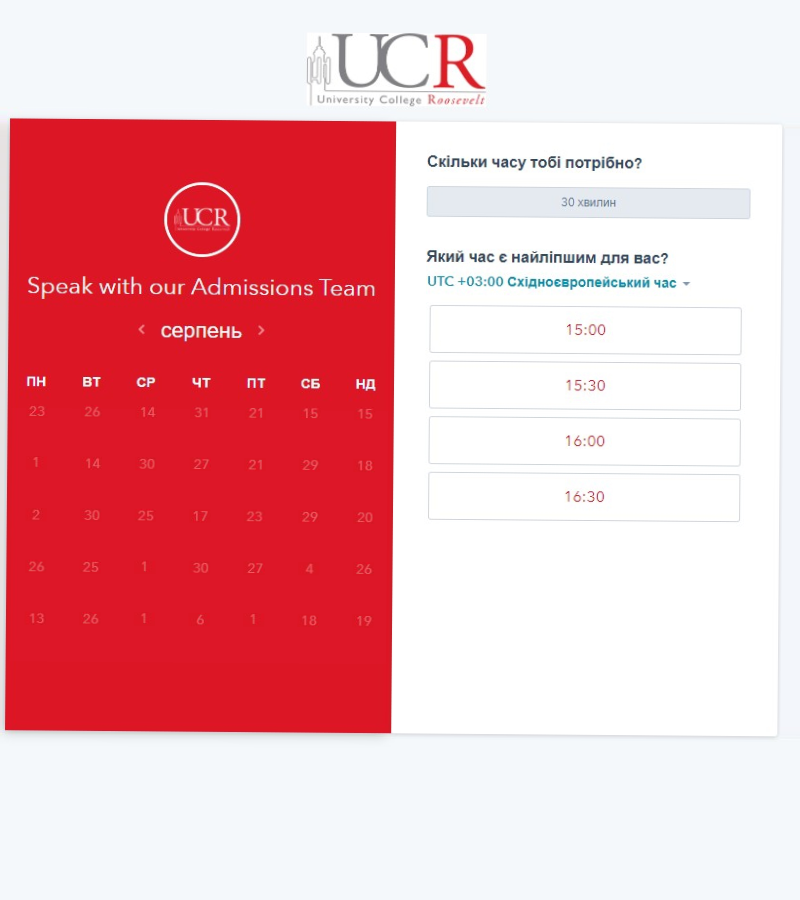 UCR
University College Roosevelt
UCR
Speak with our Admissions Team
серпень
ПН ВТ СР ЧТ ПТ СБ НД
23 26 14 31 21 15 15
1 14 30 27 21 29 18
2 30 25 17 23 29 20
26 25 1 30 27 4 26
13 26 1 6 1 18 19
Скільки часу тобі потрібно?
30 хвилин
Який час є найліпшим для вас?
UTC +03:00 Східноєвропейський час
15:00
15:30
16:00
16:30